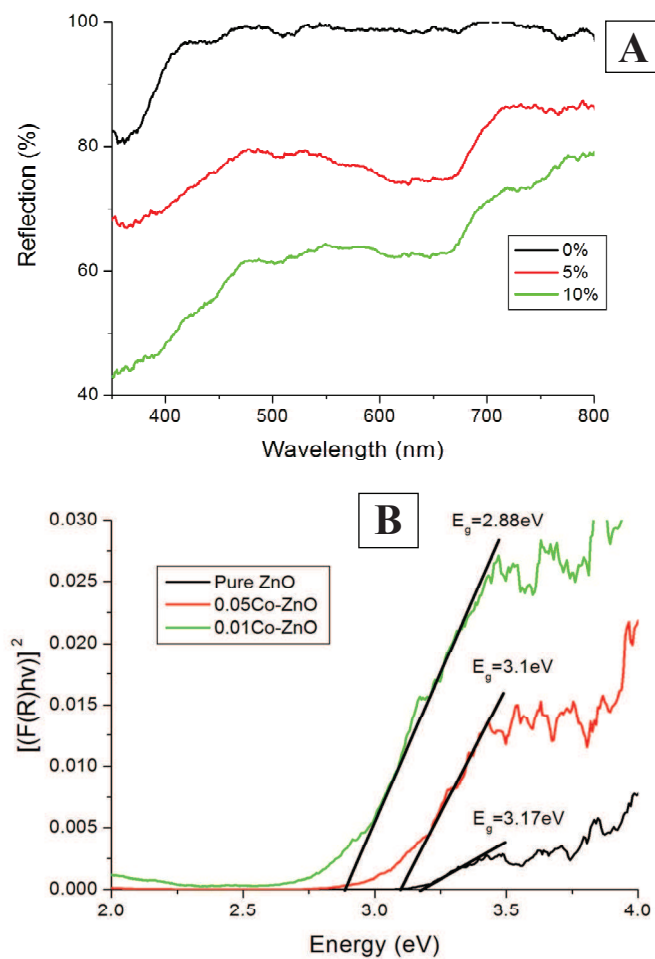 A
100
80
60
40
Reflection (%)
0%
5%
10%
400 500 600 700 800
Wavelength (nm)
B
0.030
0.025
0.020
0.015
0.010
0.005
0.000
[(F(R)hν)]²
Pure ZnO
0.05Co-ZnO
0.01Co-ZnO
E_g=2.88eV
E_g=3.1eV
E_g=3.17eV
2.0 2.5 3.0 3.5 4.0
Energy (eV)